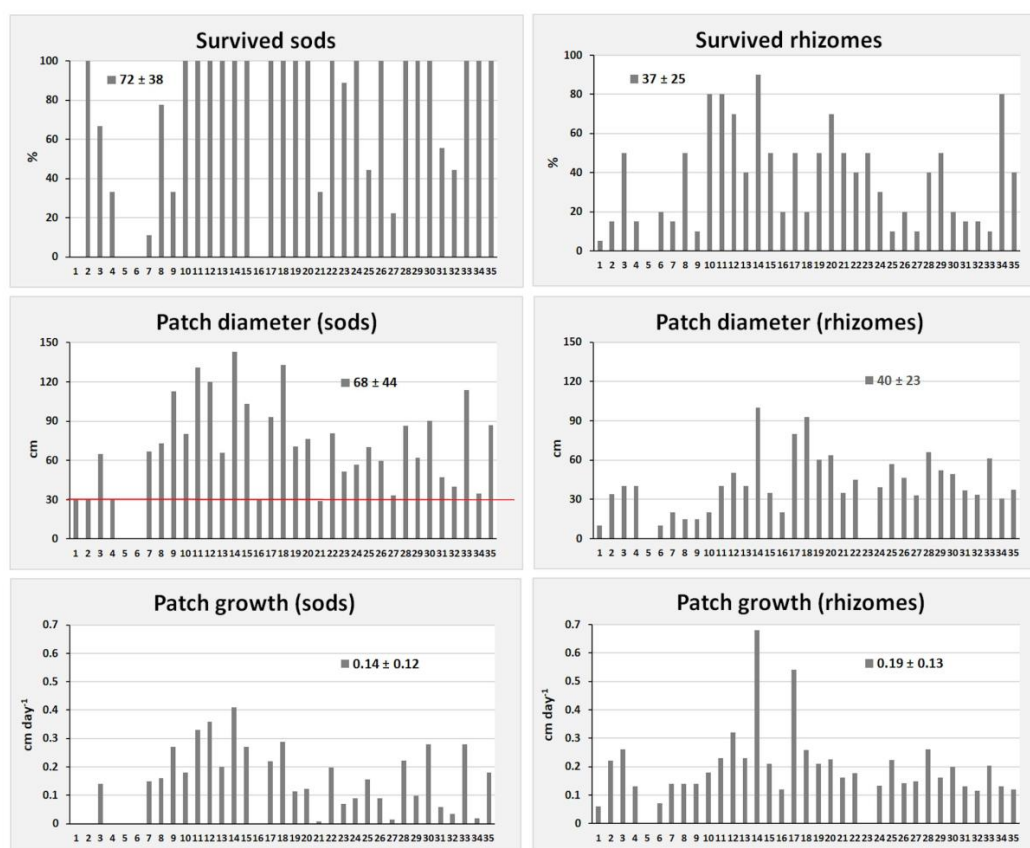 Survived sods
100
80
60
40
20
0
%
72 ± 38
1 2 3 4 5 6 7 8 9 10 11 12 13 14 15 16 17 18 19 20 21 22 23 24 25 26 27 28 29 30 31 32 33 34 35
Survived rhizomes
100
80
60
40
20
0
%
37 ± 25
1 2 3 4 5 6 7 8 9 10 11 12 13 14 15 16 17 18 19 20 21 22 23 24 25 26 27 28 29 30 31 32 33 34 35
Patch diameter (sods)
150
120
90
60
30
0
cm
68 ± 44
1 2 3 4 5 6 7 8 9 10 11 12 13 14 15 16 17 18 19 20 21 22 23 24 25 26 27 28 29 30 31 32 33 34 35
Patch diameter (rhizomes)
150
120
90
60
30
0
cm
40 ± 23
1 2 3 4 5 6 7 8 9 10 11 12 13 14 15 16 17 18 19 20 21 22 23 24 25 26 27 28 29 30 31 32 33 34 35
Patch growth (sods)
0.7
0.6
0.5
0.4
0.3
0.2
0.1
0
cm day⁻¹
0.14 ± 0.12
1 2 3 4 5 6 7 8 9 10 11 12 13 14 15 16 17 18 19 20 21 22 23 24 25 26 27 28 29 30 31 32 33 34 35
Patch growth (rhizomes)
0.7
0.6
0.5
0.4
0.3
0.2
0.1
0
cm day⁻¹
0.19 ± 0.13
1 2 3 4 5 6 7 8 9 10 11 12 13 14 15 16 17 18 19 20 21 22 23 24 25 26 27 28 29 30 31 32 33 34 35